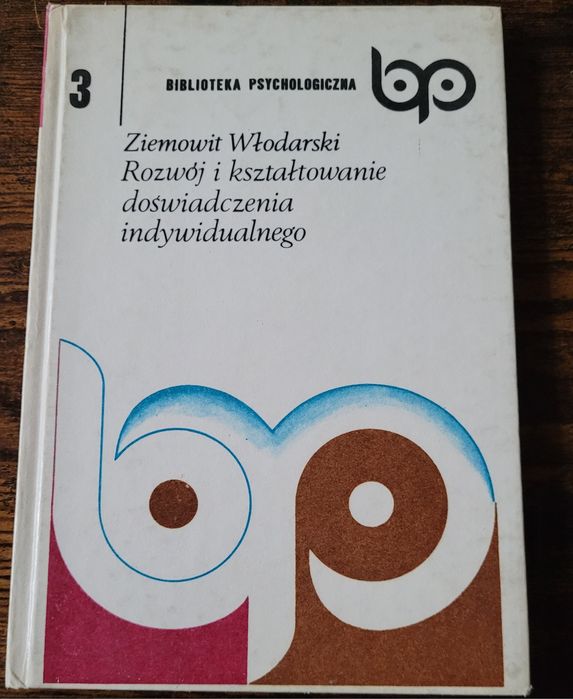 3
BIBLIOTEKA PSYCHOLOGICZNA bp
Ziemowit Włodarski
Rozwój i kształtowanie
doświadczenia
indywidualnego
bp